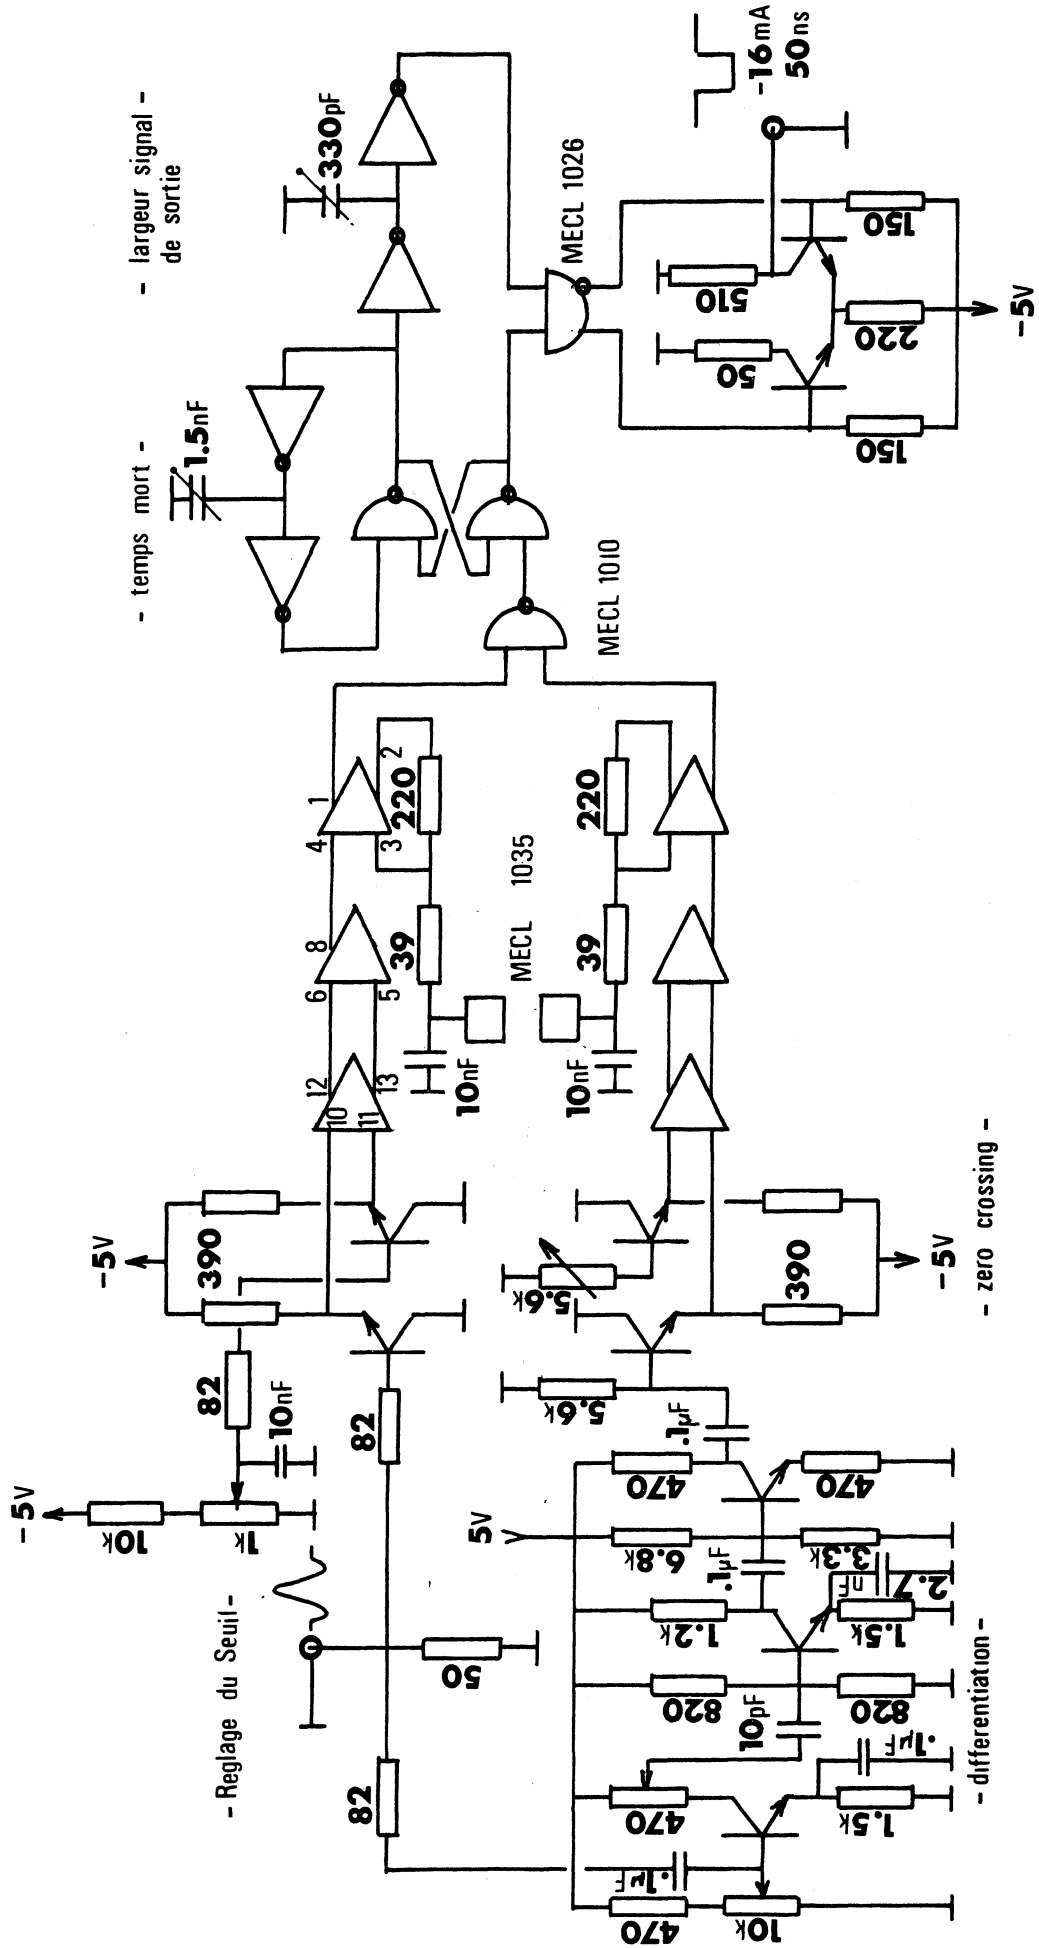 - Reglage du Seuil -
-5V
10k
1k
82
10nF
82
82
50
-5V
390
10
11
12
13
6
5
8
4
3
1
2
220
39
10nF
MECL 1035
10nF
39
220
MECL 1010
- temps mort -
1.5nF
- largeur signal -
de sortie
330pF
MECL 1026
-16mA
50ns
510
50
150
220
150
-5V
5V
470
10k
.1µF
470
1.5k
.1µF
10pF
820
820
1.2k
1.5k
2.7
nF
.1µF
6.8k
3.3k
470
470
.1µF
5.6k
5.6k
390
-5V
- differentiation -
- zero crossing -